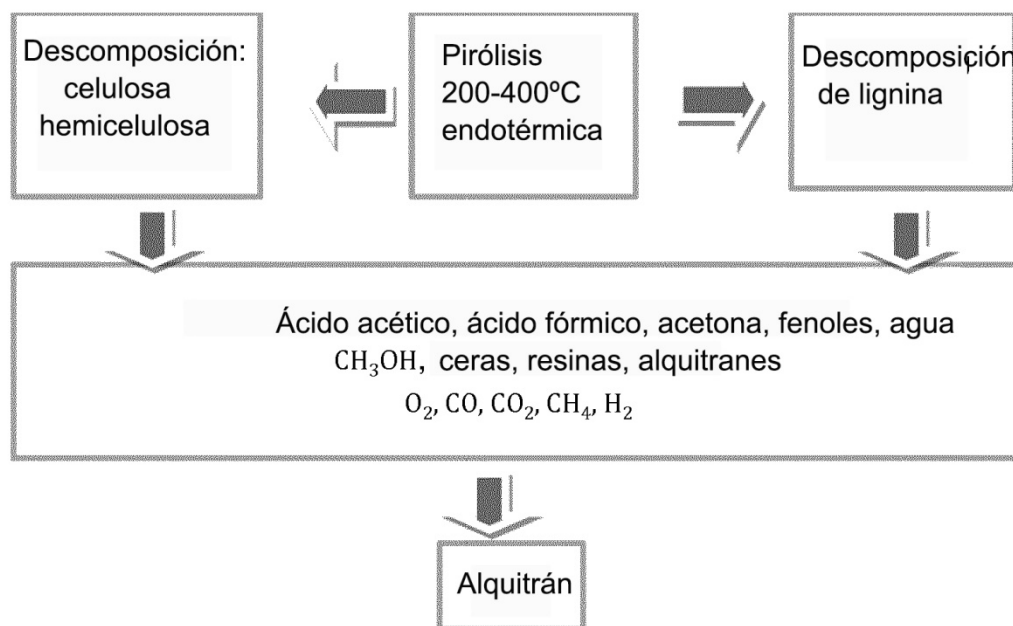 Descomposición:
celulosa
hemicelulosa
Pirólisis
200-400ºC
endotérmica
Descomposición
de lignina
Ácido acético, ácido fórmico, acetona, fenoles, agua
CH₃OH, ceras, resinas, alquitranes
O₂, CO, CO₂, CH₄, H₂
Alquitrán